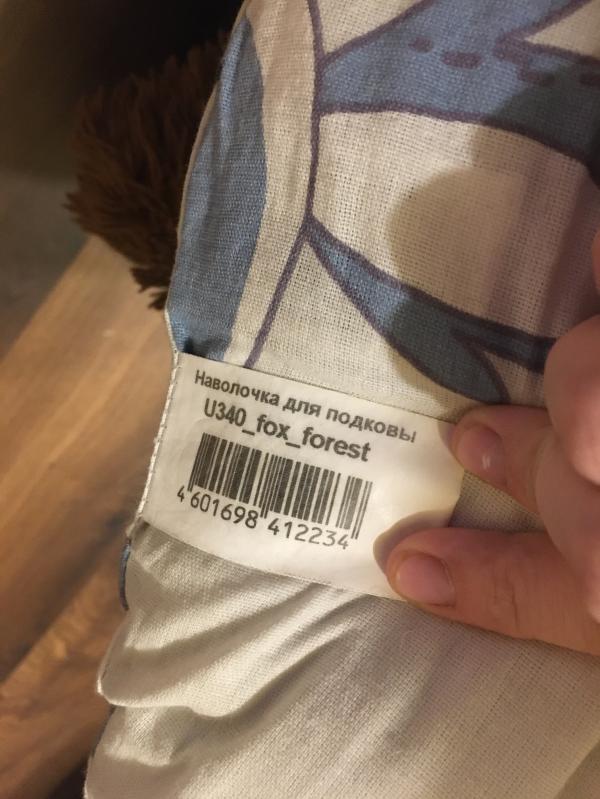 Наволочка для подковы
U340_fox_forest
4 601698 412234